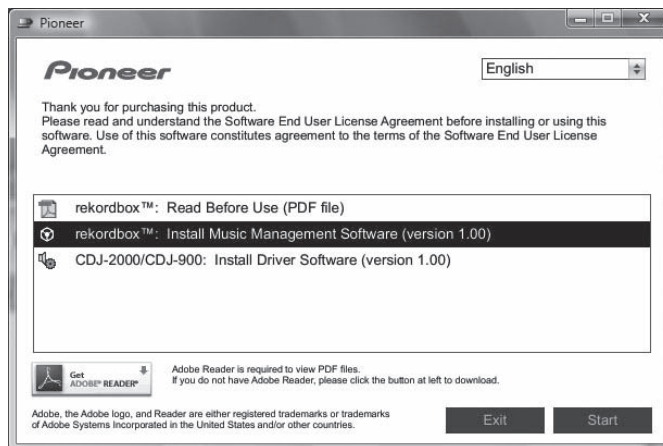 Pioneer
Pioneer
English
Thank you for purchasing this product.
Please read and understand the Software End User License Agreement before installing or using this
software. Use of this software constitutes agreement to the terms of the Software End User License
Agreement.
rekordbox™: Read Before Use (PDF file)
rekordbox™: Install Music Management Software (version 1.00)
CDJ-2000/CDJ-900: Install Driver Software (version 1.00)
Get
ADOBE® READER®
Adobe Reader is required to view PDF files.
If you do not have Adobe Reader, please click the button at left to download.
Adobe, the Adobe logo, and Reader are either registered trademarks or trademarks
of Adobe Systems Incorporated in the United States and/or other countries.
Exit
Start